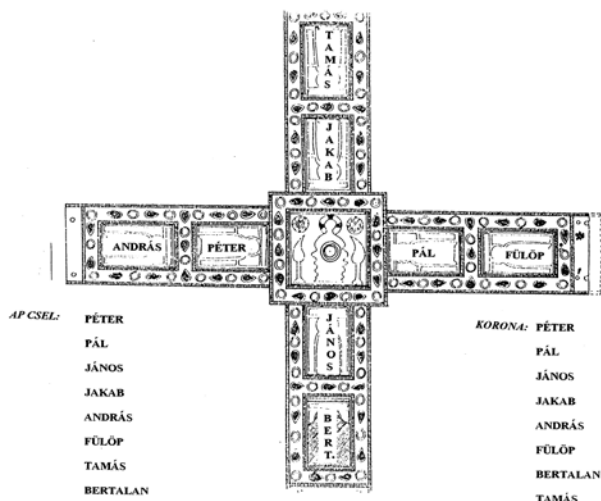 TAMÁS
JAKAB
ANDRÁS
PÉTER
PÁL
FÜLÖP
JÁNOS
BERT.
AP CSEL: PÉTER
PÁL
JÁNOS
JAKAB
ANDRÁS
FÜLÖP
TAMÁS
BERTALAN
KORONA: PÉTER
PÁL
JÁNOS
JAKAB
ANDRÁS
FÜLÖP
BERTALAN
TAMÁS